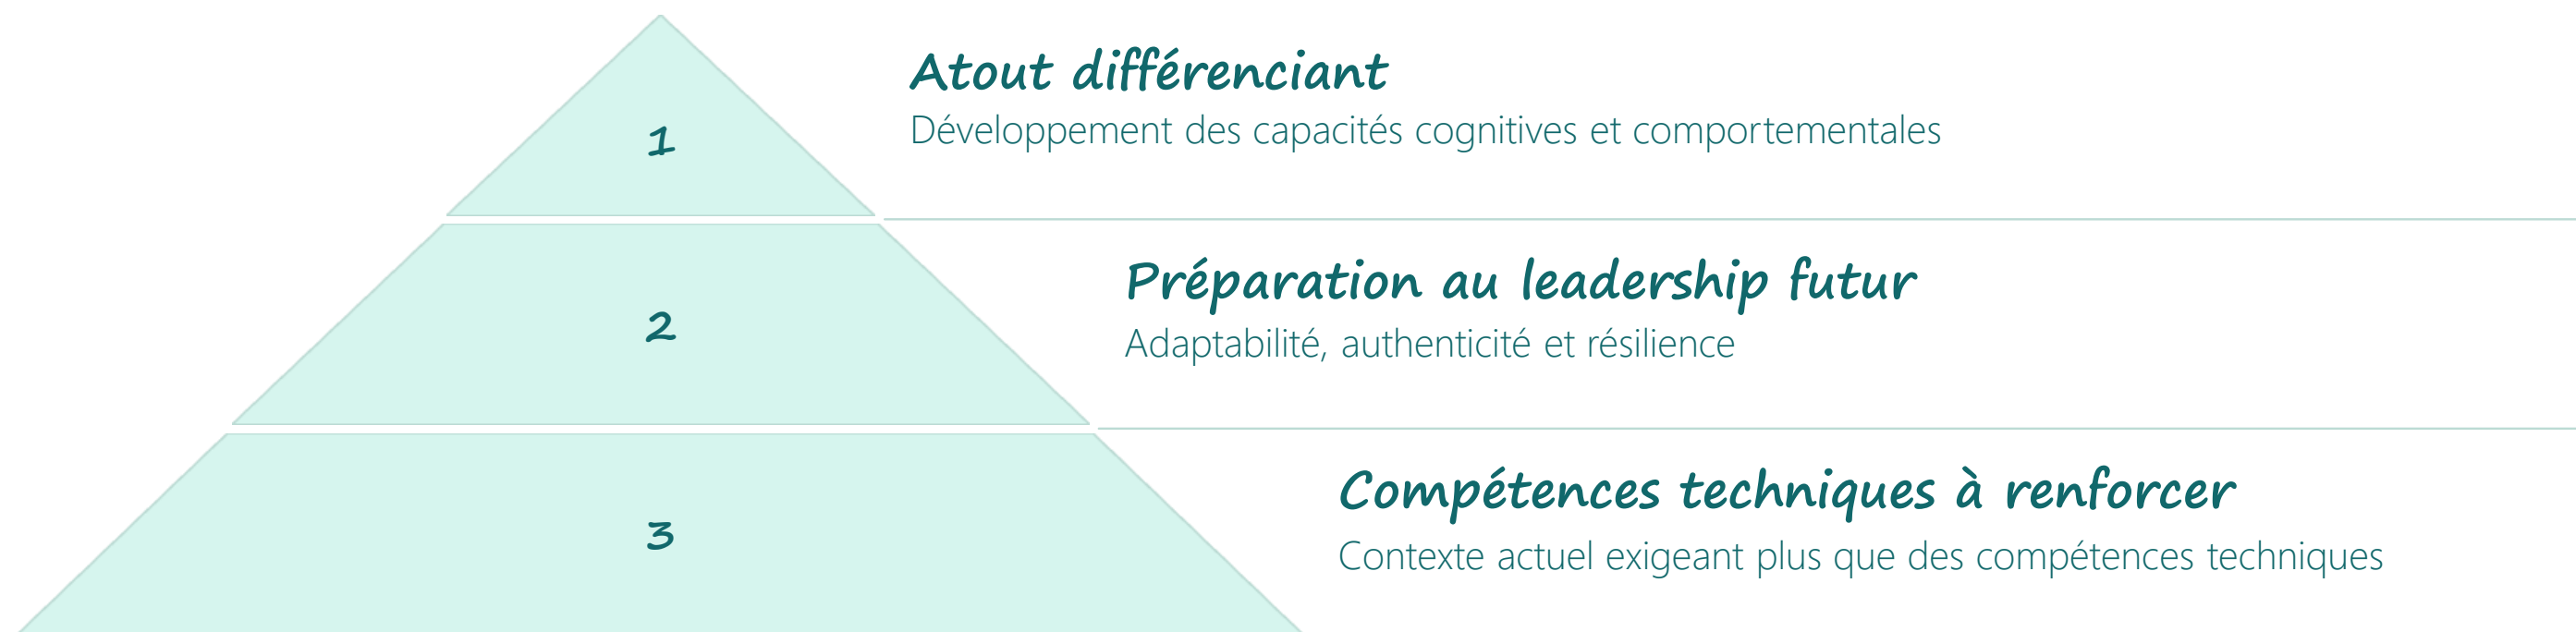 1
Atout différenciant
Développement des capacités cognitives et comportementales
2
Préparation au leadership futur
Adaptabilité, authenticité et résilience
3
Compétences techniques à renforcer
Contexte actuel exigeant plus que des compétences techniques